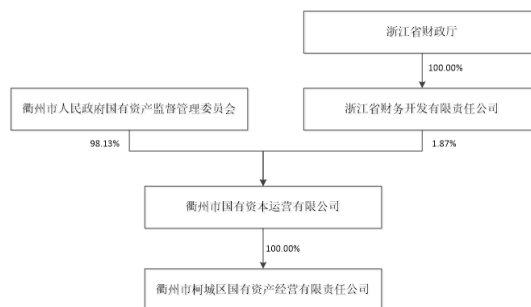 浙江省财政厅
100.00%
衢州市人民政府国有资产监督管理委员会
浙江省财务开发有限责任公司
98.13%
1.87%
衢州市国有资本运营有限公司
100.00%
衢州市柯城区国有资产经营有限责任公司